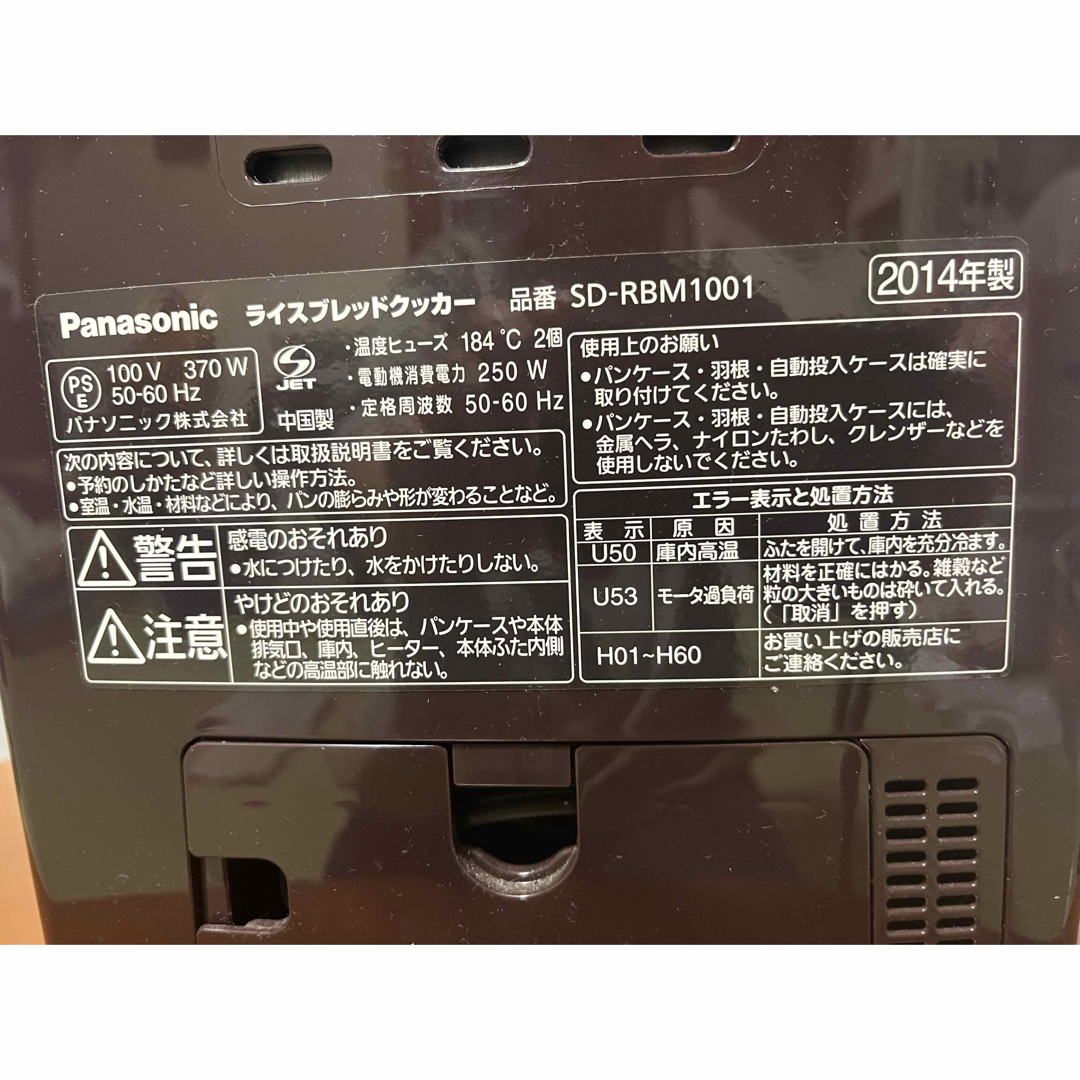 Panasonic ライスブレッドクッカー 品番 SD-RBM1001 2014年製
PS
E
100 V 370 W
50-60 Hz
パナソニック株式会社
JET
中国製
・温度ヒューズ 184 ℃ 2個
・電動機消費電力 250 W
・定格周波数 50-60 Hz
次の内容について、詳しくは取扱説明書をご覧ください。
●予約のしかたなど詳しい操作方法。
●室温・水温・材料などにより、パンの膨らみや形が変わることなど。
警告
感電のおそれあり
●水につけたり、水をかけたりしない。
注意
やけどのおそれあり
●使用中や使用直後は、パンケースや本体
排気口、庫内、ヒーター、本体ふた内側
などの高温部に触れない。
使用上のお願い
●パンケース・羽根・自動投入ケースは確実に
取り付けてください。
●パンケース・羽根・自動投入ケースには、
金属ヘラ、ナイロンたわし、クレンザーなどを
使用しないでください。
エラー表示と処置方法
表 示 原 因 処 置 方 法
U50 庫内高温 ふたを開けて、庫内を充分冷ます。
U53 モータ過負荷 材料を正確にはかる。雑穀など
粒の大きいものは砕いて入れる。
(「取消」を押す)
H01~H60 お買い上げの販売店に
ご連絡ください。